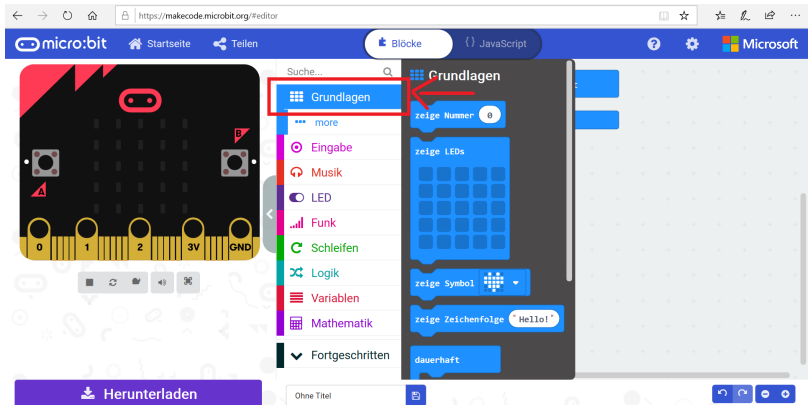 https://makecode.microbit.org/#editor
micro:bit
Startseite
Teilen
Blöcke
{} JavaScript
?
Microsoft
Suche...
Grundlagen
more
Eingabe
Musik
LED
Funk
Schleifen
Logik
Variablen
Mathematik
Fortgeschritten
Grundlagen
zeige Nummer 0
zeige LEDs
zeige Symbol
zeige Zeichenfolge "Hello!"
dauerhaft
A
B
0 1 2 3V GND
Herunterladen
Ohne Titel